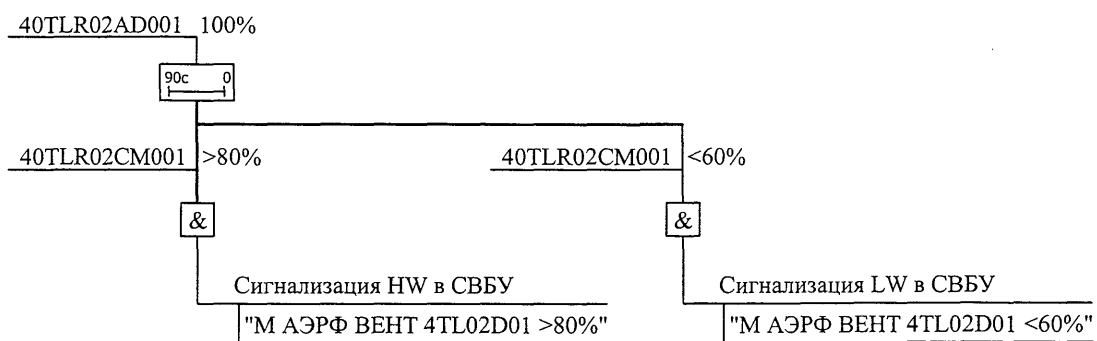 40TLR02AD001 100%
90с 0
40TLR02CM001 >80%
40TLR02CM001 <60%
&
&
Сигнализация HW в СВБУ
"М АЭРФ ВЕНТ 4TL02D01 >80%"
Сигнализация LW в СВБУ
"М АЭРФ ВЕНТ 4TL02D01 <60%"